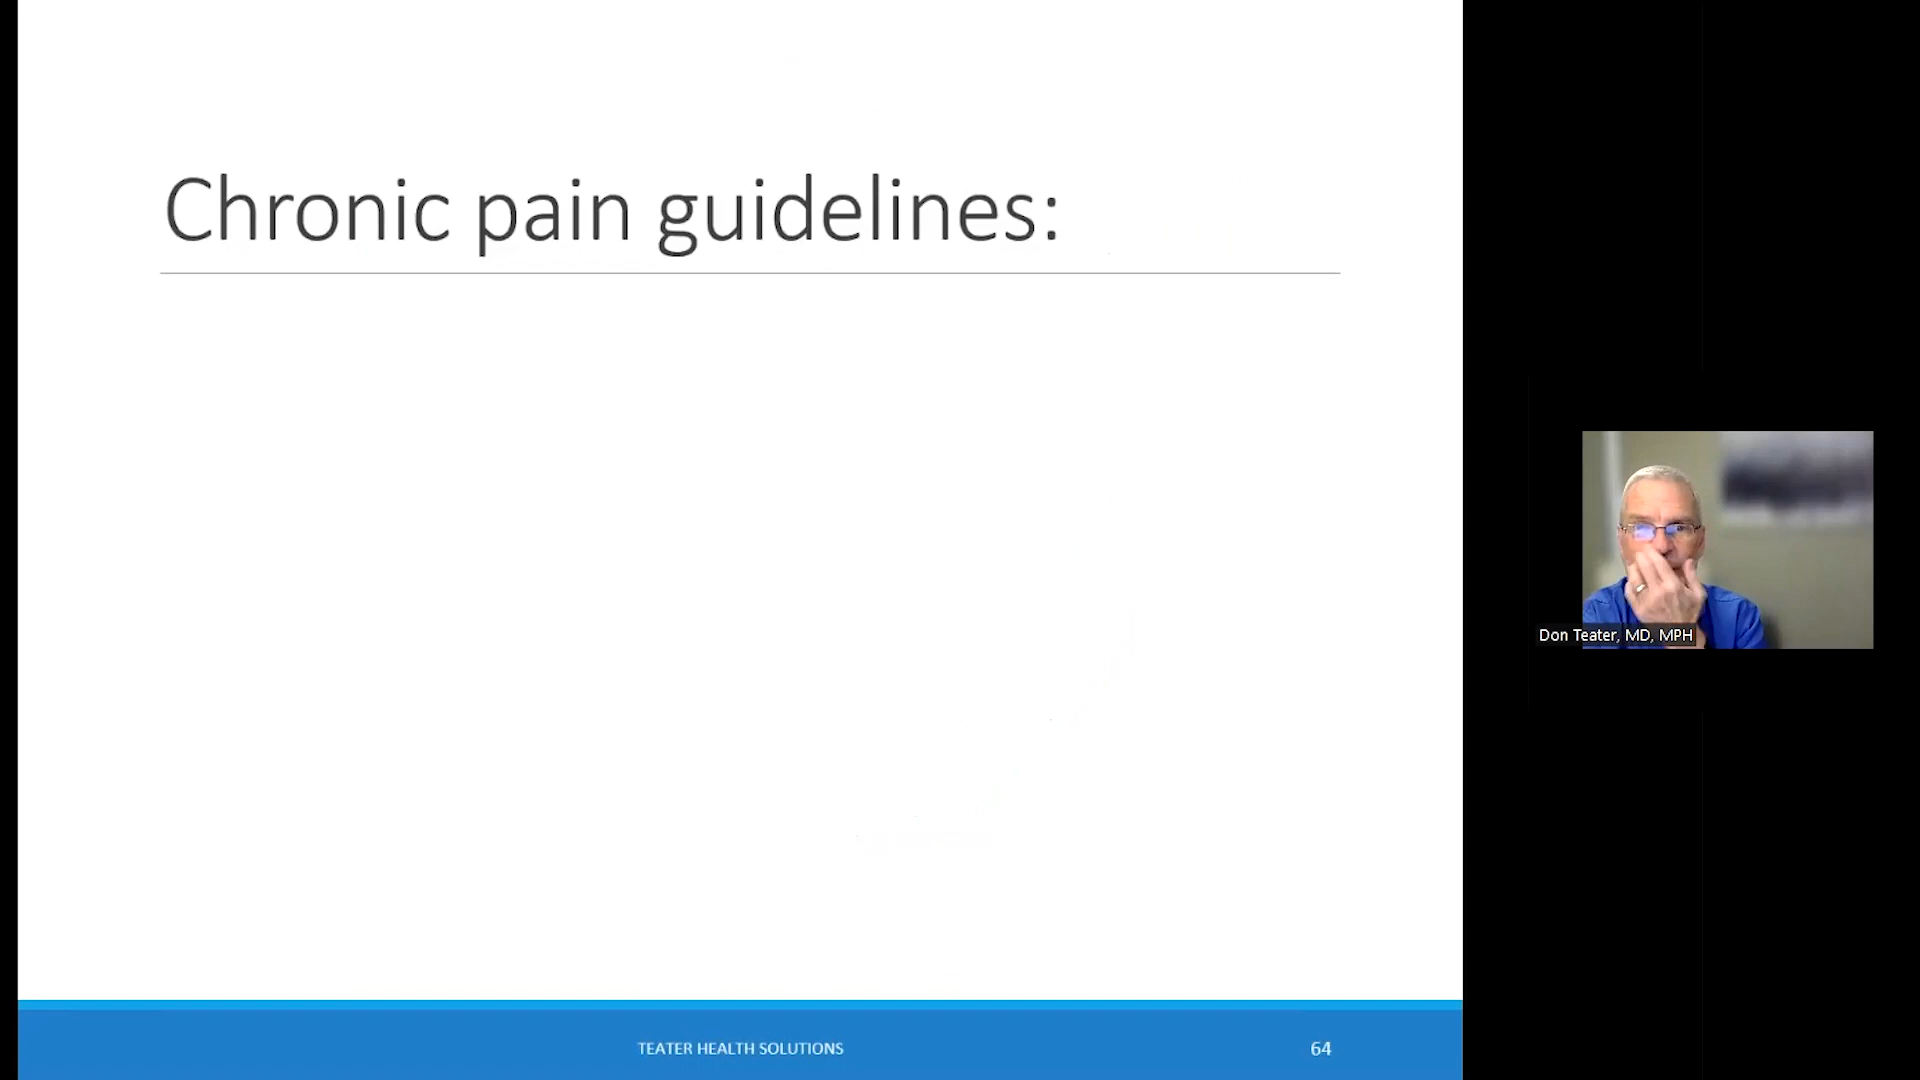 Chronic pain guidelines:
Don Teater, MD, MPH
TEATER HEALTH SOLUTIONS
64